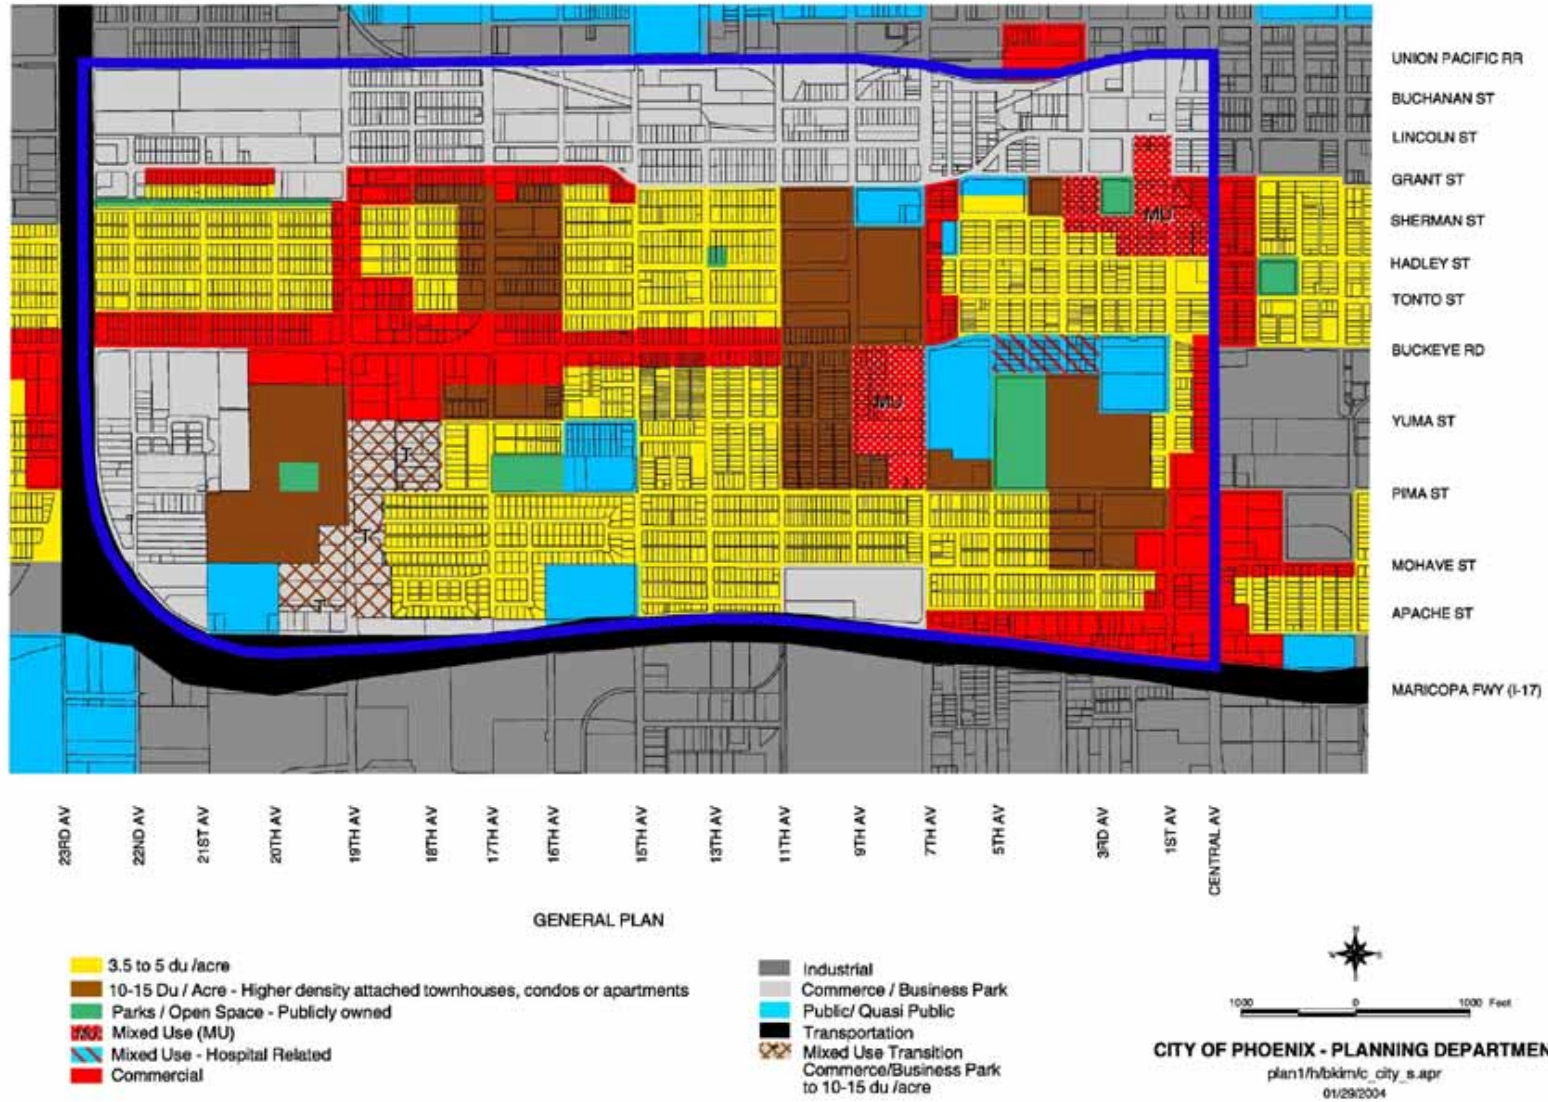 UNION PACIFIC RR
BUCHANAN ST
LINCOLN ST
GRANT ST
MU
SHERMAN ST
HADLEY ST
TONTO ST
BUCKEYE RD
MU
YUMA ST
T
PIMA ST
T
MOHAVE ST
T
APACHE ST
MARICOPA FWY (I-17)
23RD AV
22ND AV
21ST AV
20TH AV
19TH AV
18TH AV
17TH AV
16TH AV
15TH AV
13TH AV
11TH AV
9TH AV
7TH AV
5TH AV
3RD AV
1ST AV
CENTRAL AV
GENERAL PLAN
3.5 to 5 du /acre
10-15 Du / Acre - Higher density attached townhouses, condos or apartments
Parks / Open Space - Publicly owned
MU Mixed Use (MU)
Mixed Use - Hospital Related
Commercial
Industrial
Commerce / Business Park
Public/ Quasi Public
Transportation
Mixed Use Transition
Commerce/Business Park
to 10-15 du /acre
N
W E
S
1000 0 1000 Feet
CITY OF PHOENIX - PLANNING DEPARTMEN
plan1/h/bkim/c_city_s.apr
01/29/2004